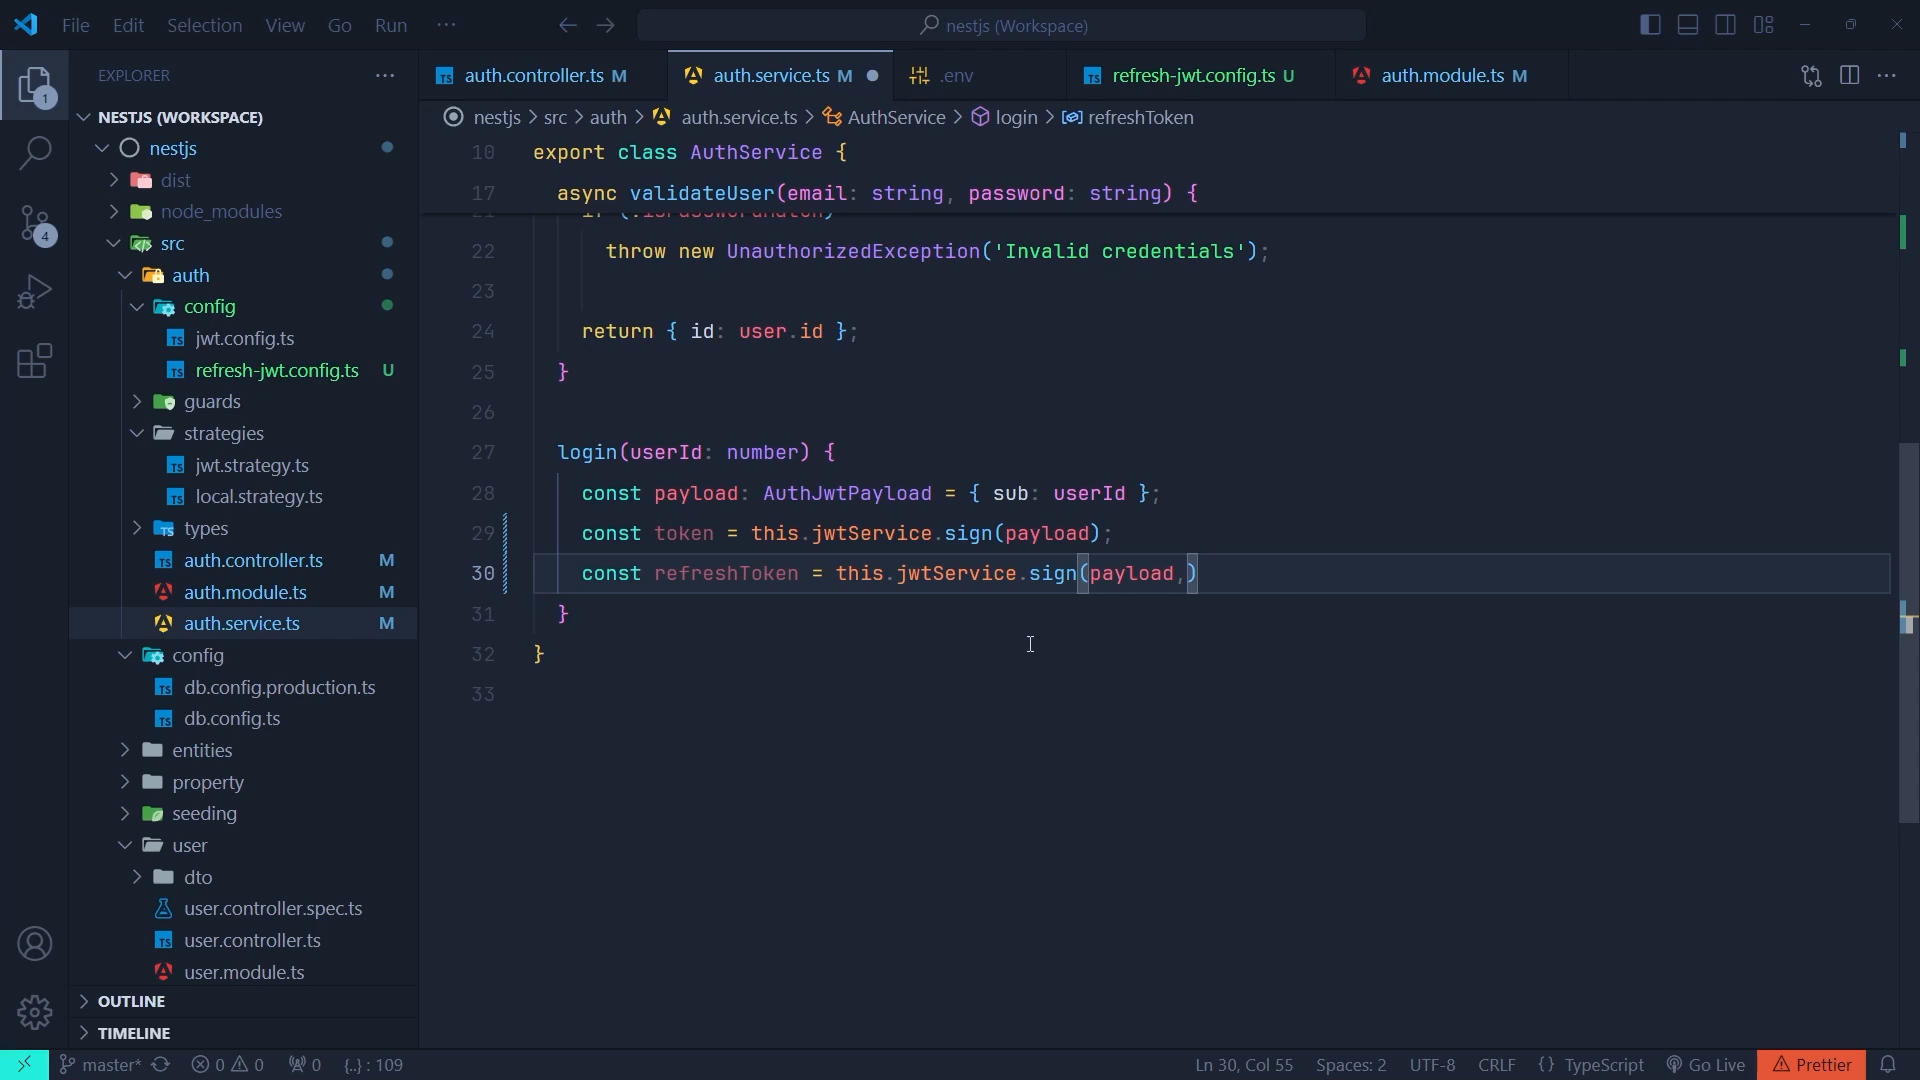 File Edit Selection View Go Run ···
nestjs (Workspace)
EXPLORER
1
4
NESTJS (WORKSPACE)
nestjs
dist
node_modules
src
auth
config
jwt.config.ts
refresh-jwt.config.ts U
guards
strategies
jwt.strategy.ts
local.strategy.ts
types
auth.controller.ts M
auth.module.ts M
auth.service.ts M
config
db.config.production.ts
db.config.ts
entities
property
seeding
user
dto
user.controller.spec.ts
user.controller.ts
user.module.ts
OUTLINE
TIMELINE
auth.controller.ts M auth.service.ts M .env refresh-jwt.config.ts U auth.module.ts M
nestjs > src > auth > auth.service.ts > AuthService > login > refreshToken
10 export class AuthService {
17 async validateUser(email: string, password: string) {
22 throw new UnauthorizedException('Invalid credentials');
23
24 return { id: user.id };
25 }
26
27 login(userId: number) {
28 const payload: AuthJwtPayload = { sub: userId };
29 const token = this.jwtService.sign(payload);
30 const refreshToken = this.jwtService.sign(payload,)
31 }
32 }
33
master* 0 0 0 {..} : 109 Ln 30, Col 55 Spaces: 2 UTF-8 CRLF {} TypeScript Go Live Prettier